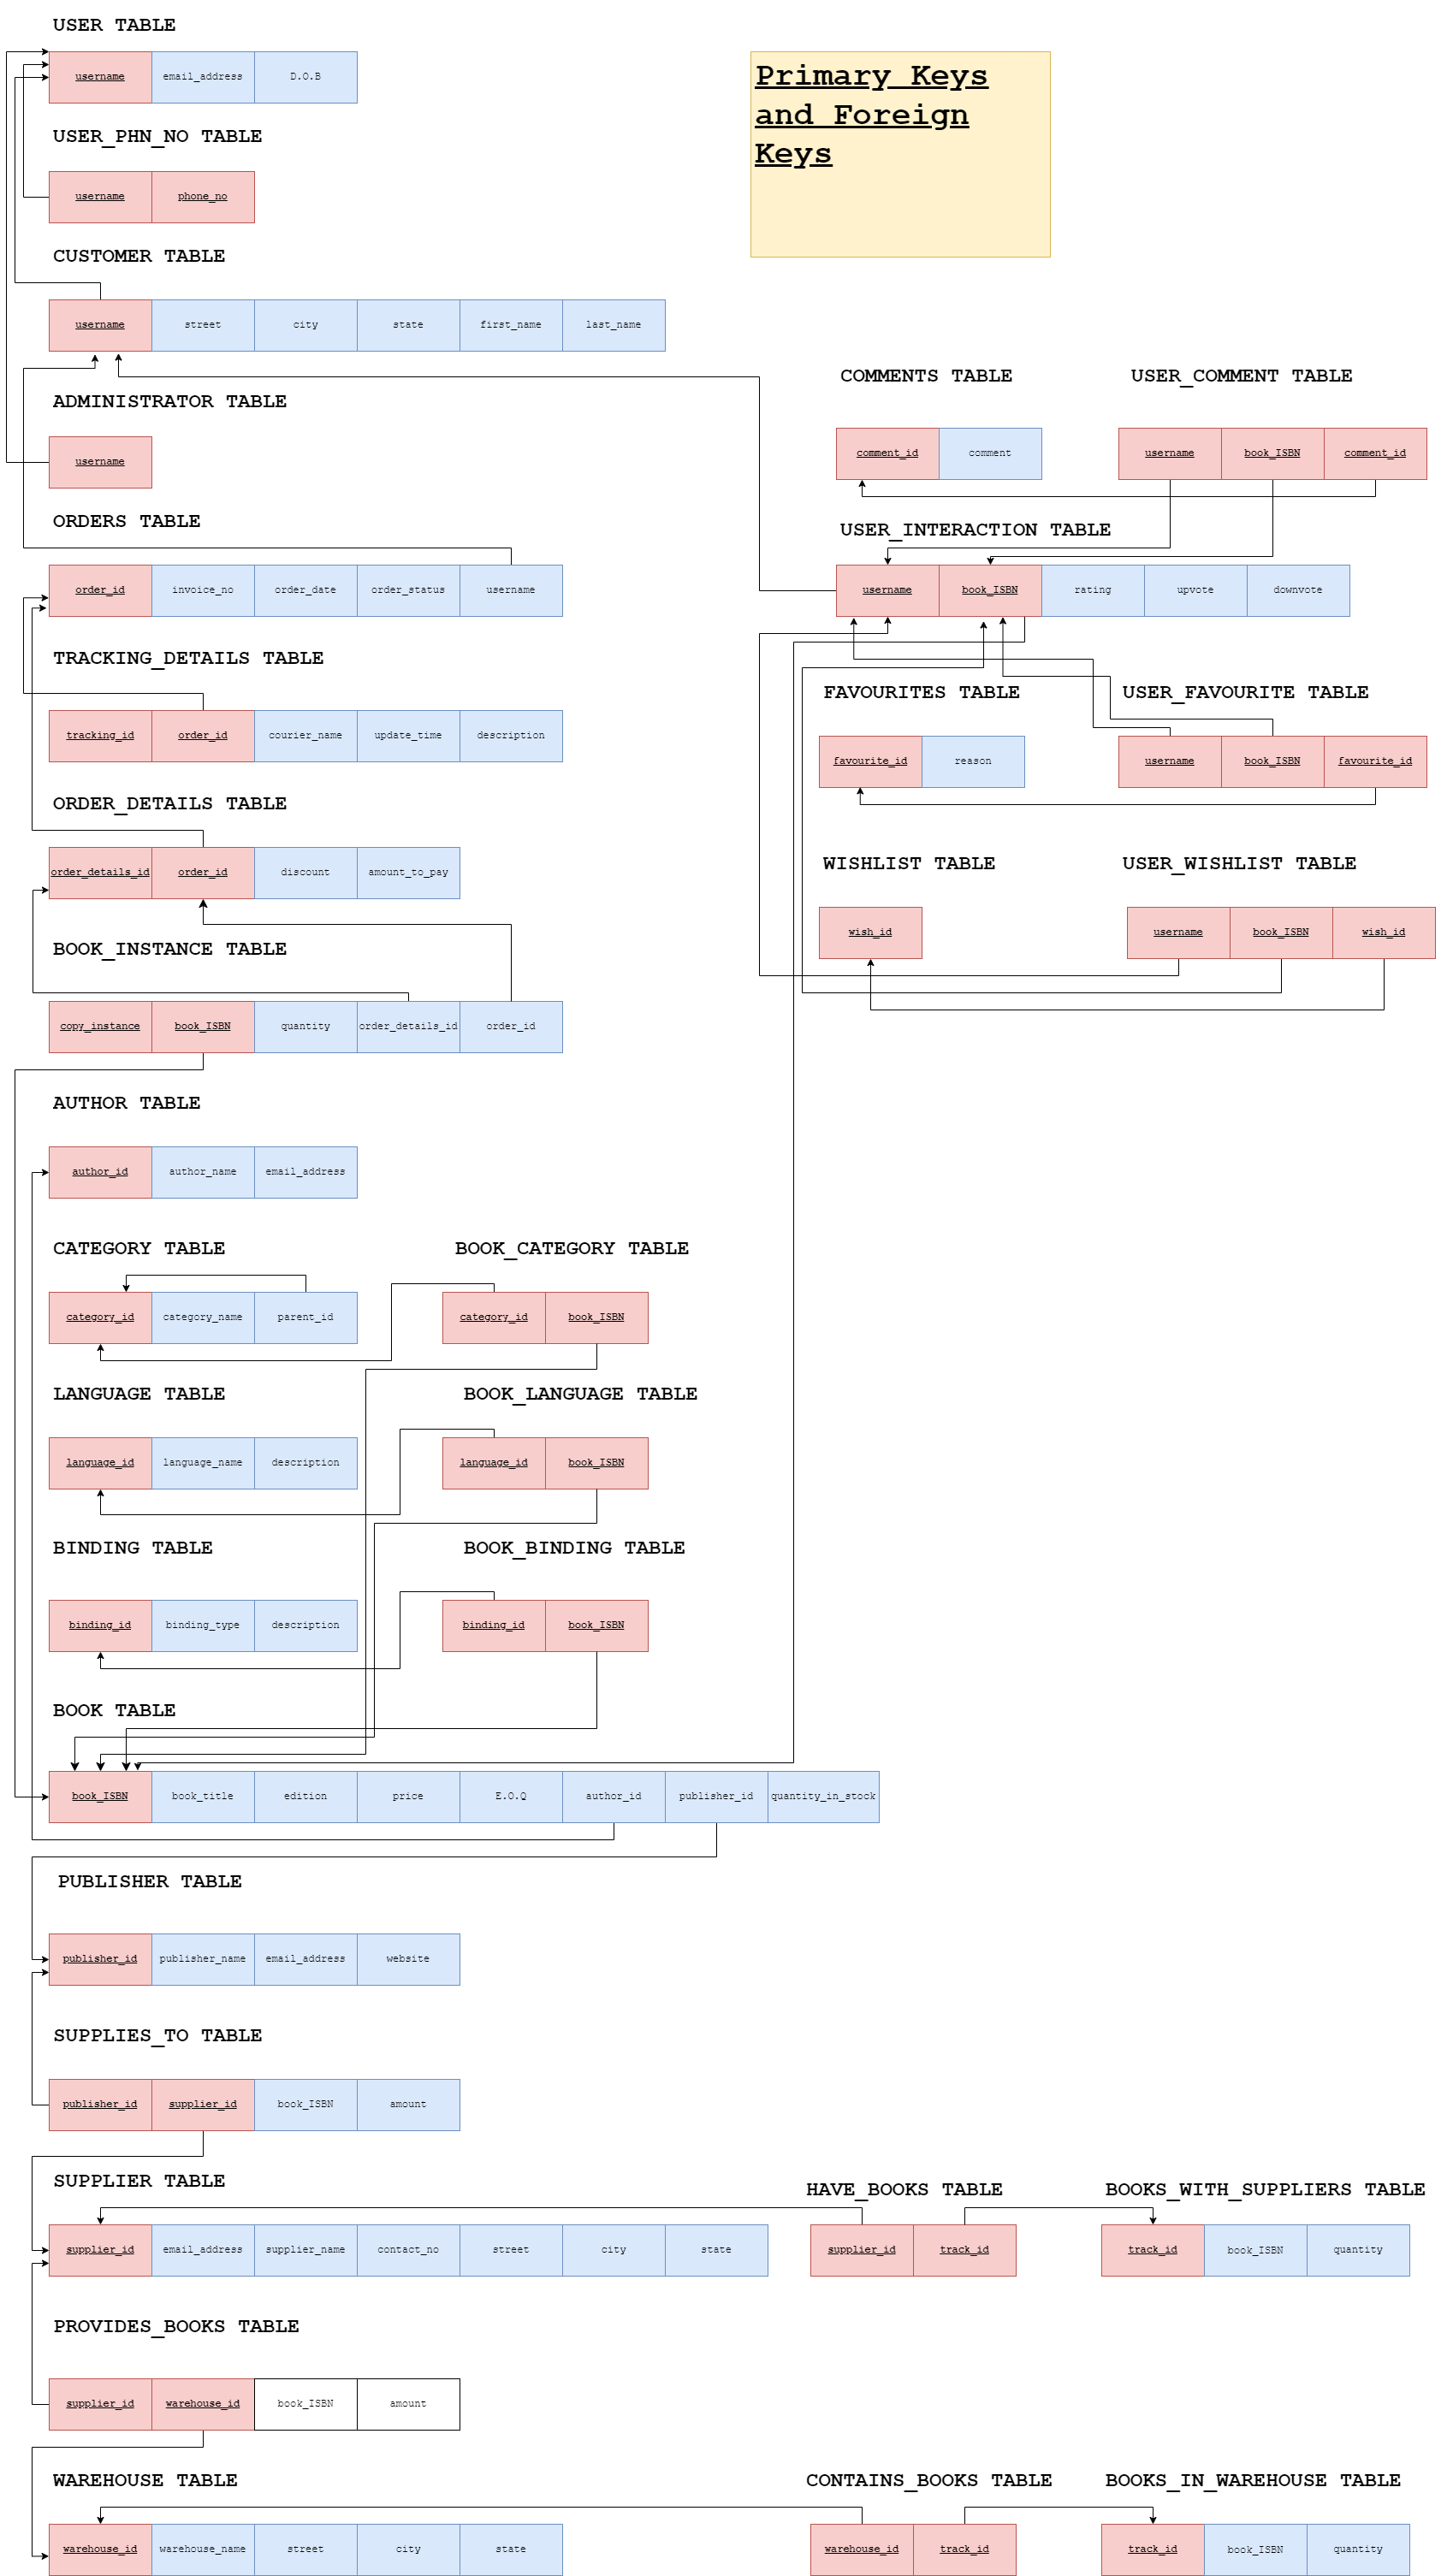 USER TABLE
username email_address D.O.B
Primary Keys
and Foreign
Keys
USER_PHN_NO TABLE
username phone_no
CUSTOMER TABLE
username street city state first_name last_name
COMMENTS TABLE USER_COMMENT TABLE
ADMINISTRATOR TABLE
comment_id comment username book_ISBN comment_id
username
ORDERS TABLE
USER_INTERACTION TABLE
order_id invoice_no order_date order_status username
username book_ISBN rating upvote downvote
TRACKING_DETAILS TABLE
FAVOURITES TABLE USER_FAVOURITE TABLE
tracking_id order_id courier_name update_time description
favourite_id reason username book_ISBN favourite_id
ORDER_DETAILS TABLE
WISHLIST TABLE USER_WISHLIST TABLE
order_details_id order_id discount amount_to_pay
wish_id username book_ISBN wish_id
BOOK_INSTANCE TABLE
copy_instance book_ISBN quantity order_details_id order_id
AUTHOR TABLE
author_id author_name email_address
CATEGORY TABLE BOOK_CATEGORY TABLE
category_id category_name parent_id category_id book_ISBN
LANGUAGE TABLE BOOK_LANGUAGE TABLE
language_id language_name description language_id book_ISBN
BINDING TABLE BOOK_BINDING TABLE
binding_id binding_type description binding_id book_ISBN
BOOK TABLE
book_ISBN book_title edition price E.O.Q author_id publisher_id quantity_in_stock
PUBLISHER TABLE
publisher_id publisher_name email_address website
SUPPLIES_TO TABLE
publisher_id supplier_id book_ISBN amount
SUPPLIER TABLE HAVE_BOOKS TABLE BOOKS_WITH_SUPPLIERS TABLE
supplier_id email_address supplier_name contact_no street city state supplier_id track_id track_id book_ISBN quantity
PROVIDES_BOOKS TABLE
supplier_id warehouse_id book_ISBN amount
WAREHOUSE TABLE CONTAINS_BOOKS TABLE BOOKS_IN_WAREHOUSE TABLE
warehouse_id warehouse_name street city state warehouse_id track_id track_id book_ISBN quantity